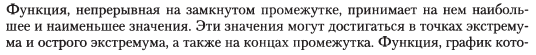 Функция, непрерывная на замкнутом промежутке, принимает на нем наиболь-
шее и наименьшее значения. Эти значения могут достигаться в точках экстрему-
ма и острого экстремума, а также на концах промежутка. Функция, график кото-